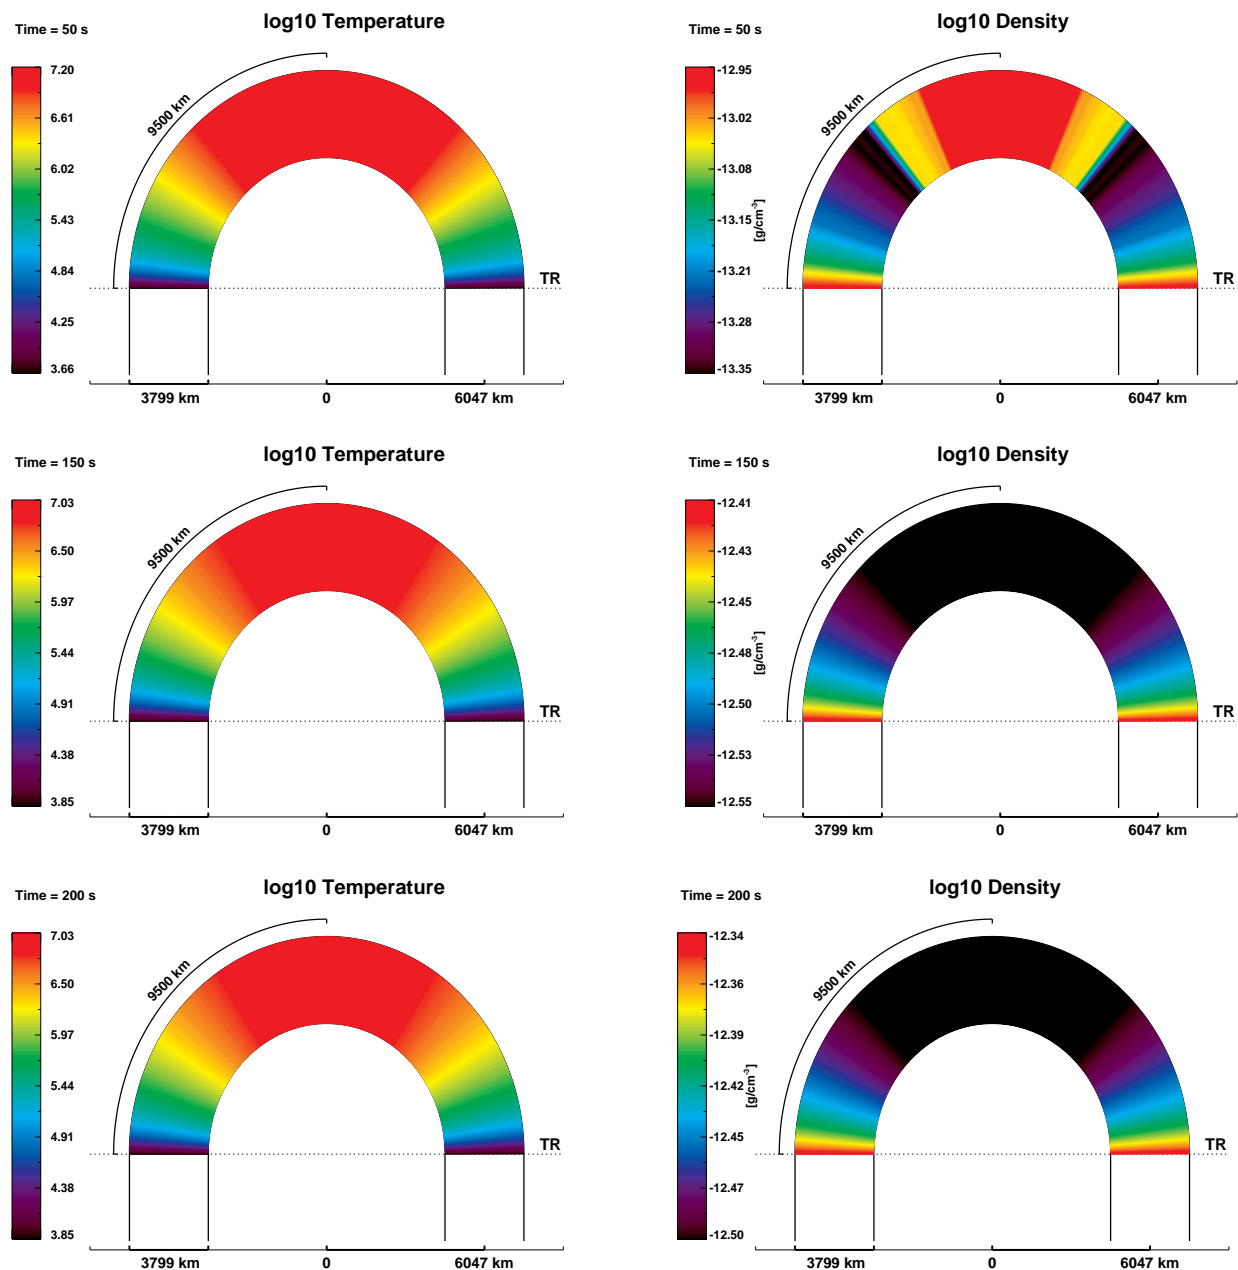 log10 Temperature
Time = 50 s
7.20
6.61
6.02
5.43
4.84
4.25
3.66
9500 km
TR
3799 km 0 6047 km
log10 Density
Time = 50 s
-12.95
-13.02
-13.08
-13.15
-13.21
-13.28
-13.35
[g/cm-3]
9500 km
TR
3799 km 0 6047 km
log10 Temperature
Time = 150 s
7.03
6.50
5.97
5.44
4.91
4.38
3.85
9500 km
TR
3799 km 0 6047 km
log10 Density
Time = 150 s
-12.41
-12.43
-12.45
-12.48
-12.50
-12.53
-12.55
[g/cm-3]
9500 km
TR
3799 km 0 6047 km
log10 Temperature
Time = 200 s
7.03
6.50
5.97
5.44
4.91
4.38
3.85
9500 km
TR
3799 km 0 6047 km
log10 Density
Time = 200 s
-12.34
-12.36
-12.39
-12.42
-12.45
-12.47
-12.50
[g/cm-3]
9500 km
TR
3799 km 0 6047 km